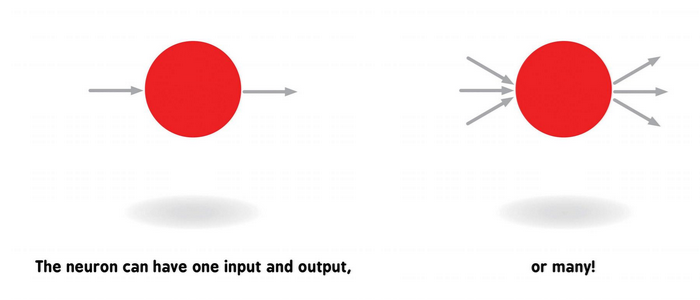 The neuron can have one input and output,
or many!